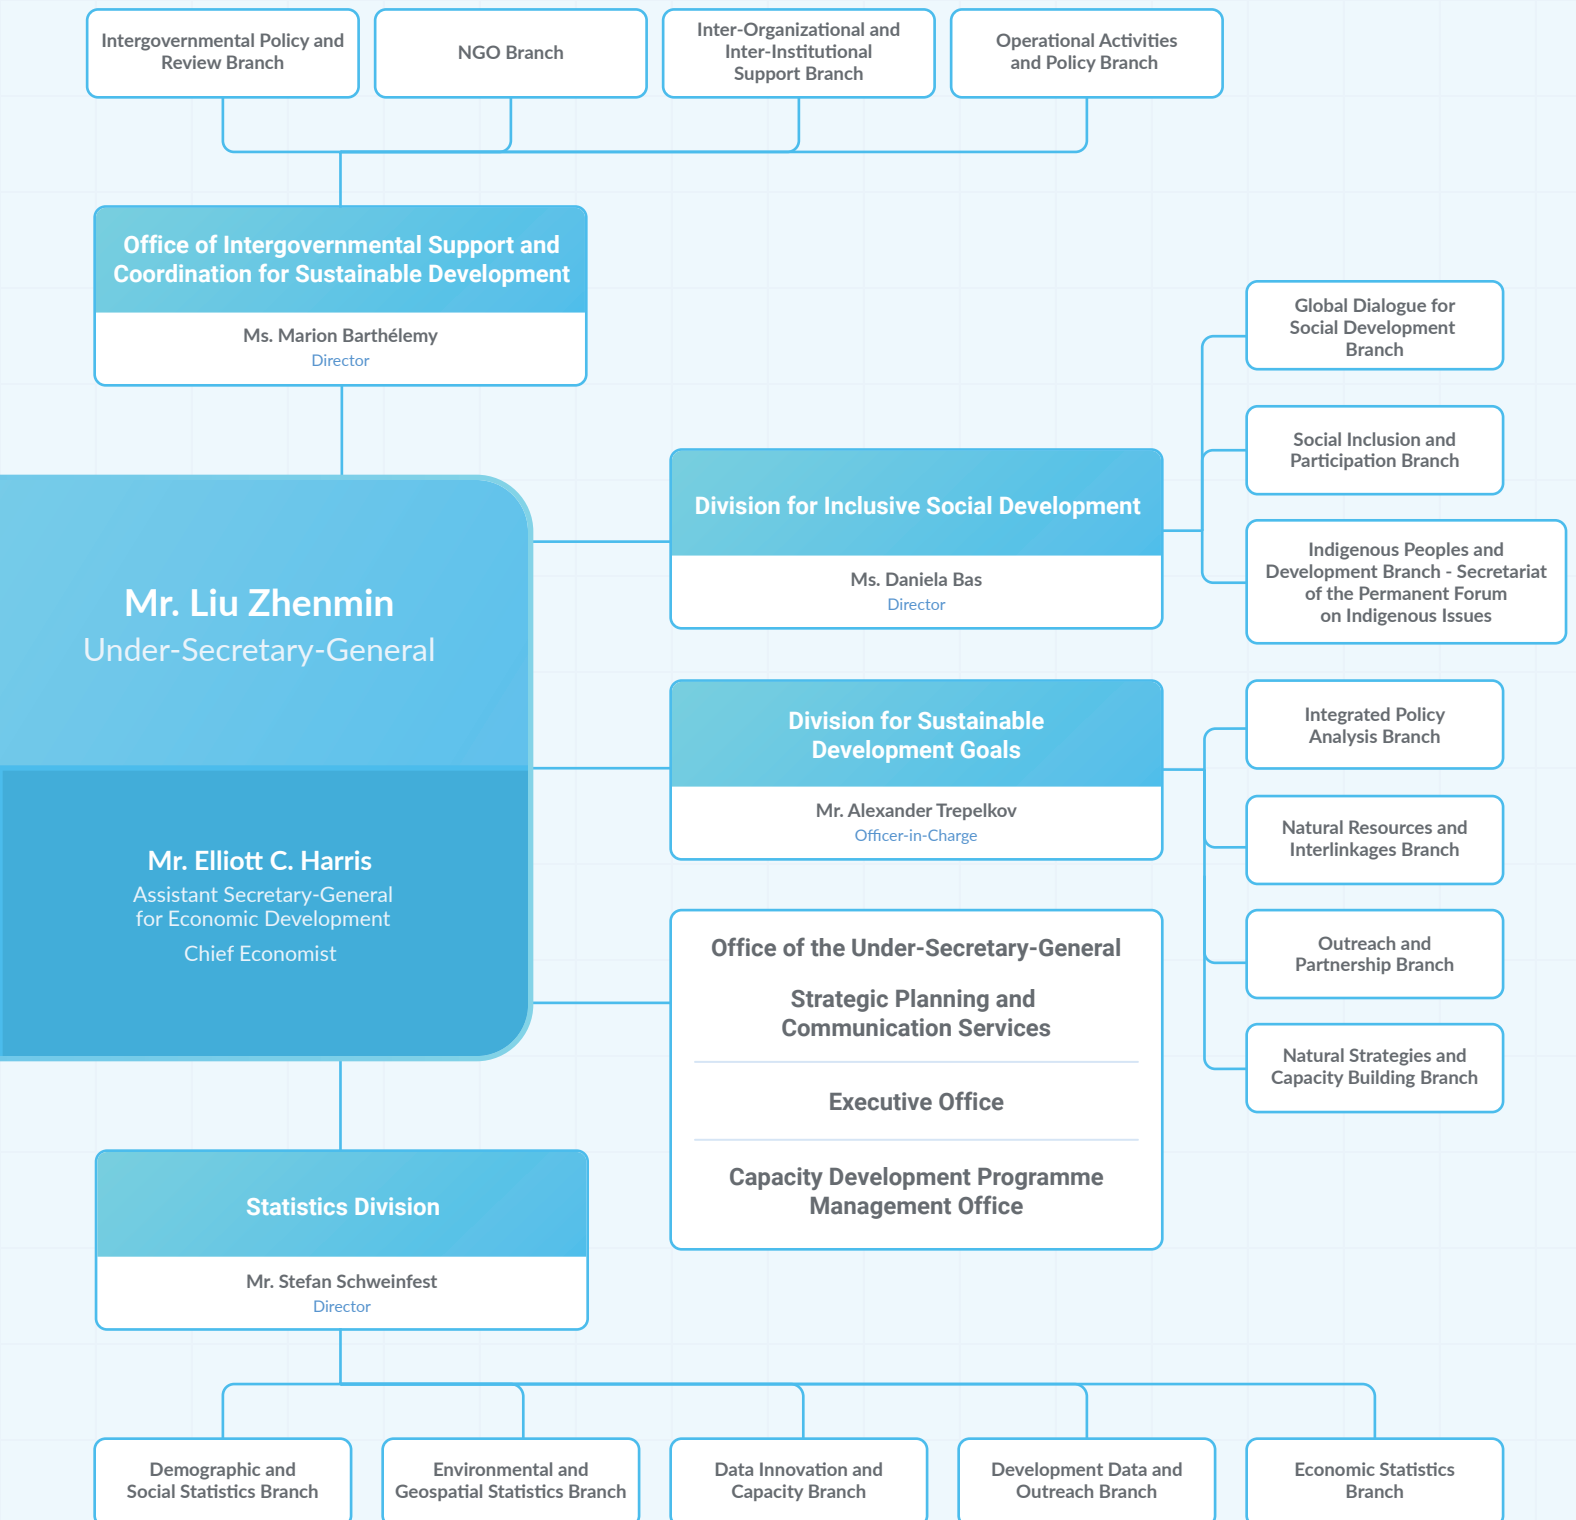 Intergovernmental Policy and
Review Branch
NGO Branch
Inter-Organizational and
Inter-Institutional
Support Branch
Operational Activities
and Policy Branch
Office of Intergovernmental Support and
Coordination for Sustainable Development
Ms. Marion Barthélemy
Director
Global Dialogue for
Social Development
Branch
Social Inclusion and
Participation Branch
Indigenous Peoples and
Development Branch - Secretariat
of the Permanent Forum
on Indigenous Issues
Division for Inclusive Social Development
Ms. Daniela Bas
Director
Mr. Liu Zhenmin
Under-Secretary-General
Mr. Elliott C. Harris
Assistant Secretary-General
for Economic Development
Chief Economist
Division for Sustainable
Development Goals
Mr. Alexander Trepelkov
Officer-in-Charge
Integrated Policy
Analysis Branch
Natural Resources and
Interlinkages Branch
Outreach and
Partnership Branch
Natural Strategies and
Capacity Building Branch
Office of the Under-Secretary-General
Strategic Planning and
Communication Services
Executive Office
Capacity Development Programme
Management Office
Statistics Division
Mr. Stefan Schweinfest
Director
Demographic and
Social Statistics Branch
Environmental and
Geospatial Statistics Branch
Data Innovation and
Capacity Branch
Development Data and
Outreach Branch
Economic Statistics
Branch